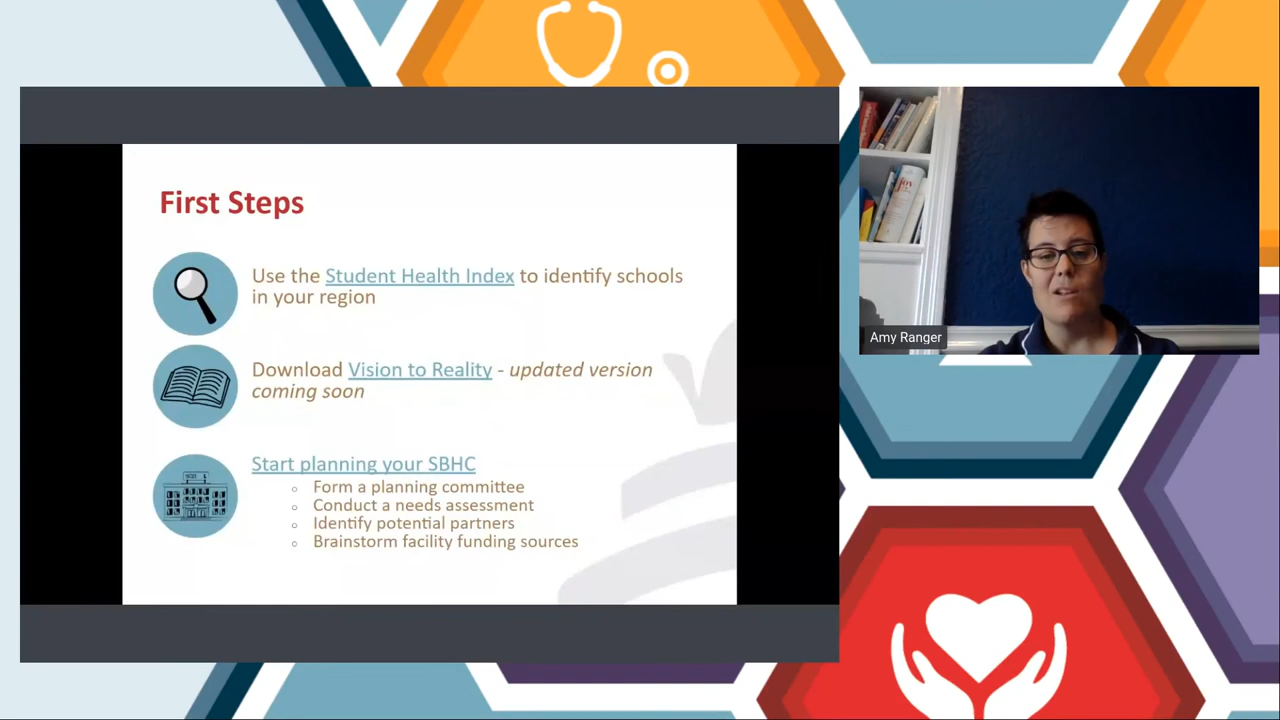 First Steps
Use the Student Health Index to identify schools
in your region
Download Vision to Reality - updated version
coming soon
Start planning your SBHC
○ Form a planning committee
○ Conduct a needs assessment
○ Identify potential partners
○ Brainstorm facility funding sources
joy
Amy Ranger